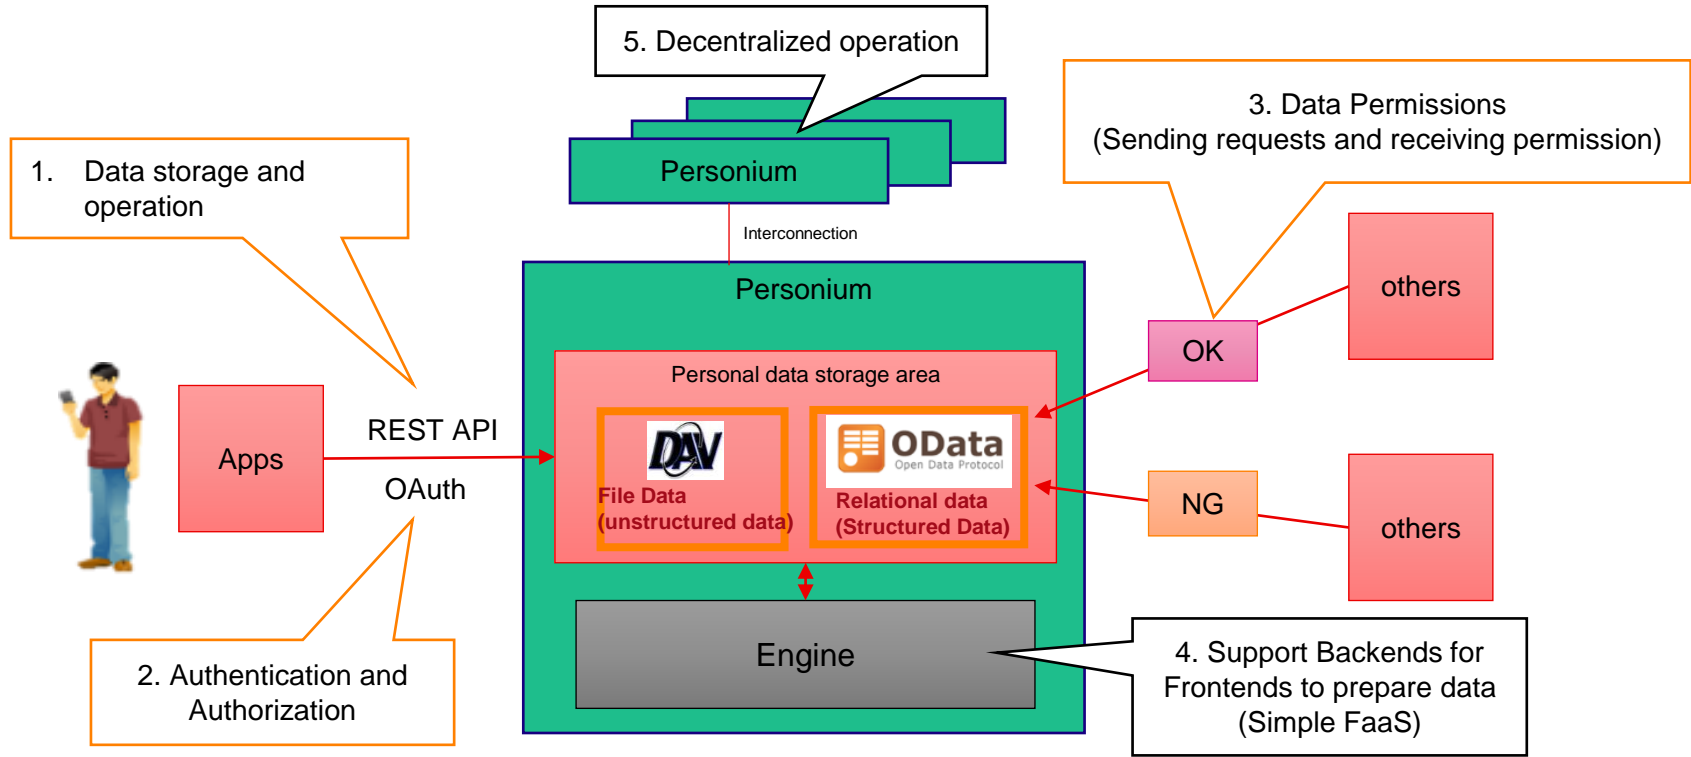 5. Decentralized operation
3. Data Permissions
(Sending requests and receiving permission)
1. Data storage and
operation
Personium
Interconnection
Personium
others
OK
Personal data storage area
REST API
Apps
OAuth
DAV
OData
Open Data Protocol
File Data
(unstructured data)
Relational data
(Structured Data)
NG
others
Engine
2. Authentication and
Authorization
4. Support Backends for
Frontends to prepare data
(Simple FaaS)